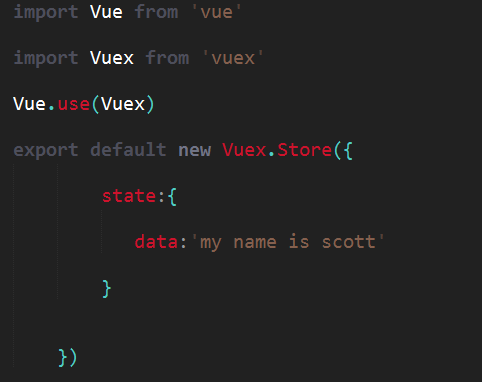 import Vue from 'vue'
import Vuex from 'vuex'
Vue.use(Vuex)
export default new Vuex.Store({
state:{
data:'my name is scott'
}
})